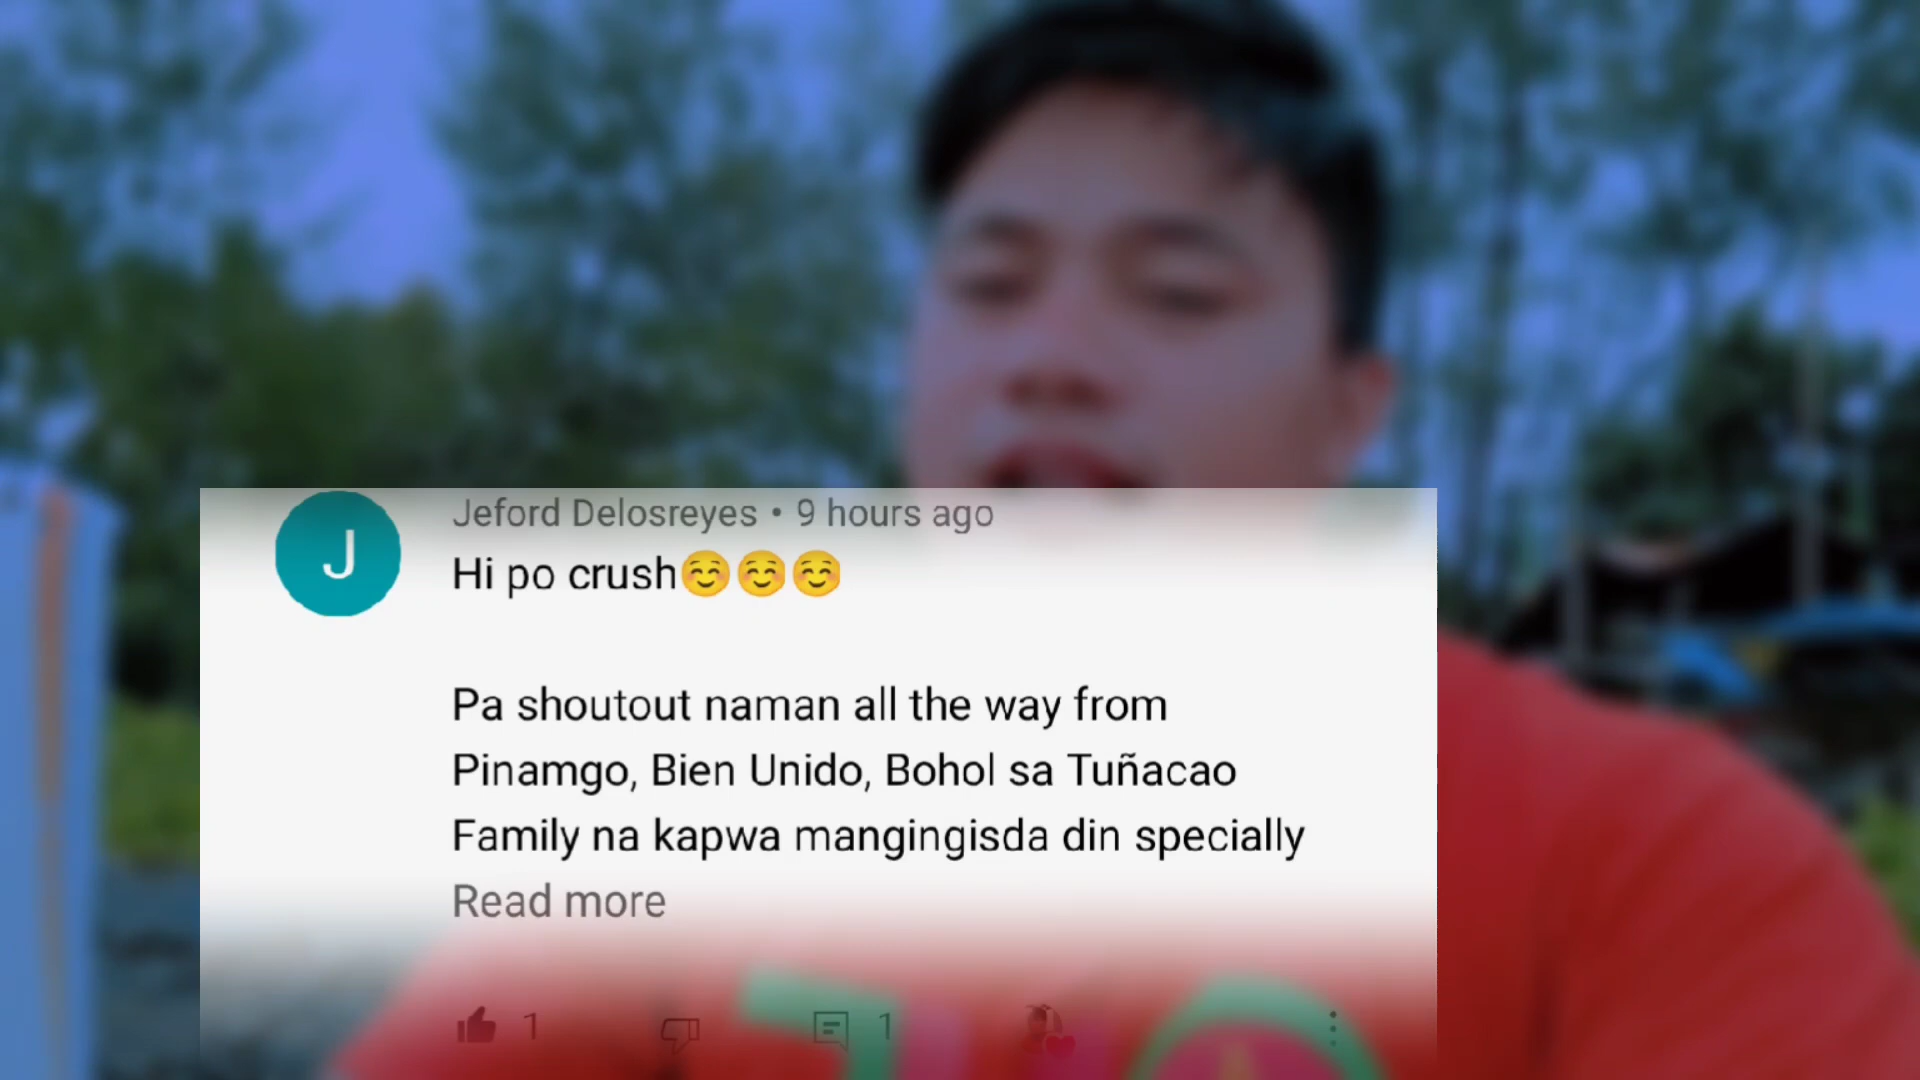 J
Jeford Delosreyes • 9 hours ago
Hi po crush☺️☺️☺️
Pa shoutout naman all the way from
Pinamgo, Bien Unido, Bohol sa Tuñacao
Family na kapwa mangingisda din specially
Read more
1 1